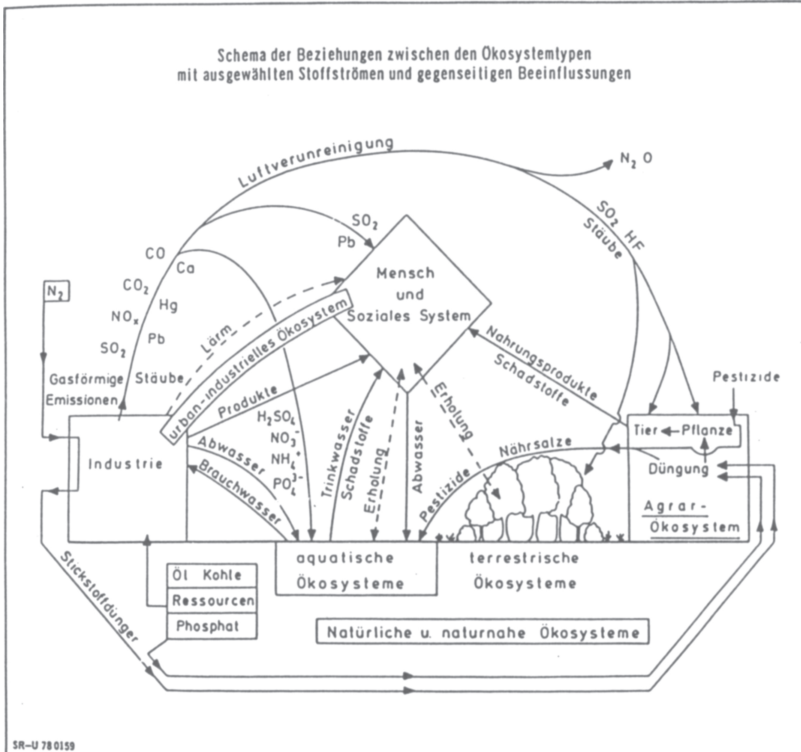 Schema der Beziehungen zwischen den Ökosystemtypen
mit ausgewählten Stoffströmen und gegenseitigen Beeinflussungen
Luftverunreinigung
N₂O
SO₂ HF
Stäube
SO₂
Pb
CO
Ca
CO₂
Hg
NOₓ
Pb
SO₂
Stäube
Gasförmige
Emissionen
N₂
Mensch
und
Soziales System
Lärm
urban-industrielles Ökosystem
Produkte
Abwasser
Brauchwasser
H₂SO₄
NO₃⁻
NH₄⁺
PO₄³⁻
Trinkwasser
Schadstoffe
Erholung
Abwasser
Erholung
Nahrungsprodukte
Schadstoffe
Pestizide
Nährsalze
Pestizide
Tier
Pflanze
Düngung
Agrar-
Ökosystem
Industrie
aquatische
Ökosysteme
terrestrische
Ökosysteme
Öl Kohle
Ressourcen
Phosphat
Stickstoffdünger
Natürliche u. naturnahe Ökosysteme
SR-U 780159